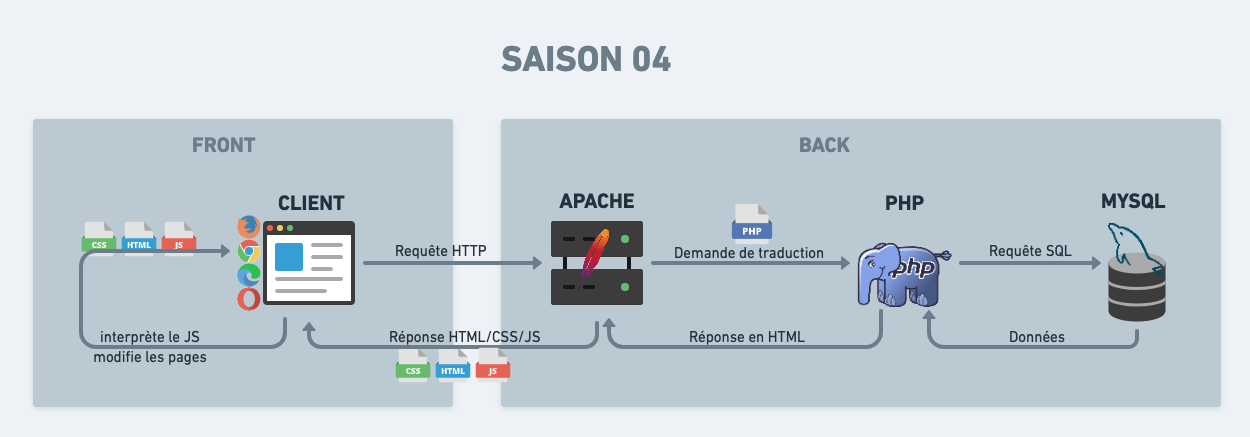 SAISON 04
FRONT
BACK
CLIENT
APACHE
PHP
MYSQL
CSS
HTML
JS
Requête HTTP
PHP
Demande de traduction
php
Requête SQL
interprète le JS
modifie les pages
Réponse HTML/CSS/JS
CSS
HTML
JS
Réponse en HTML
Données